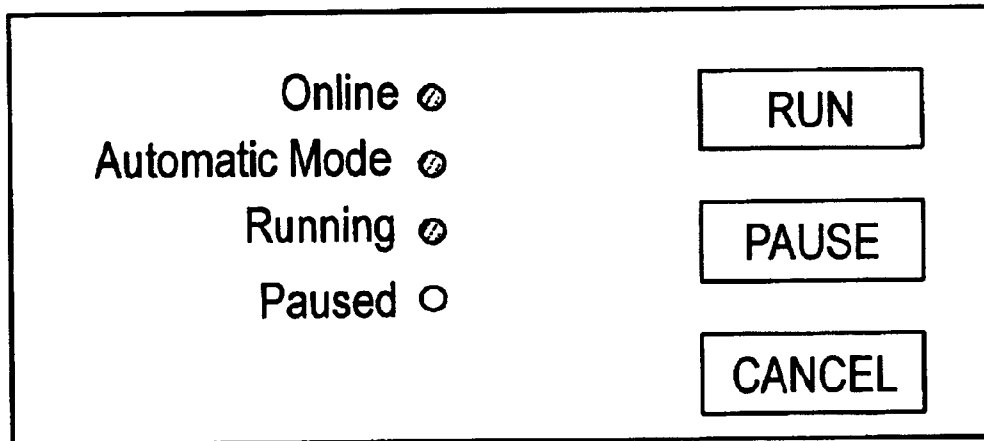 Online
Automatic Mode
Running
Paused
RUN
PAUSE
CANCEL